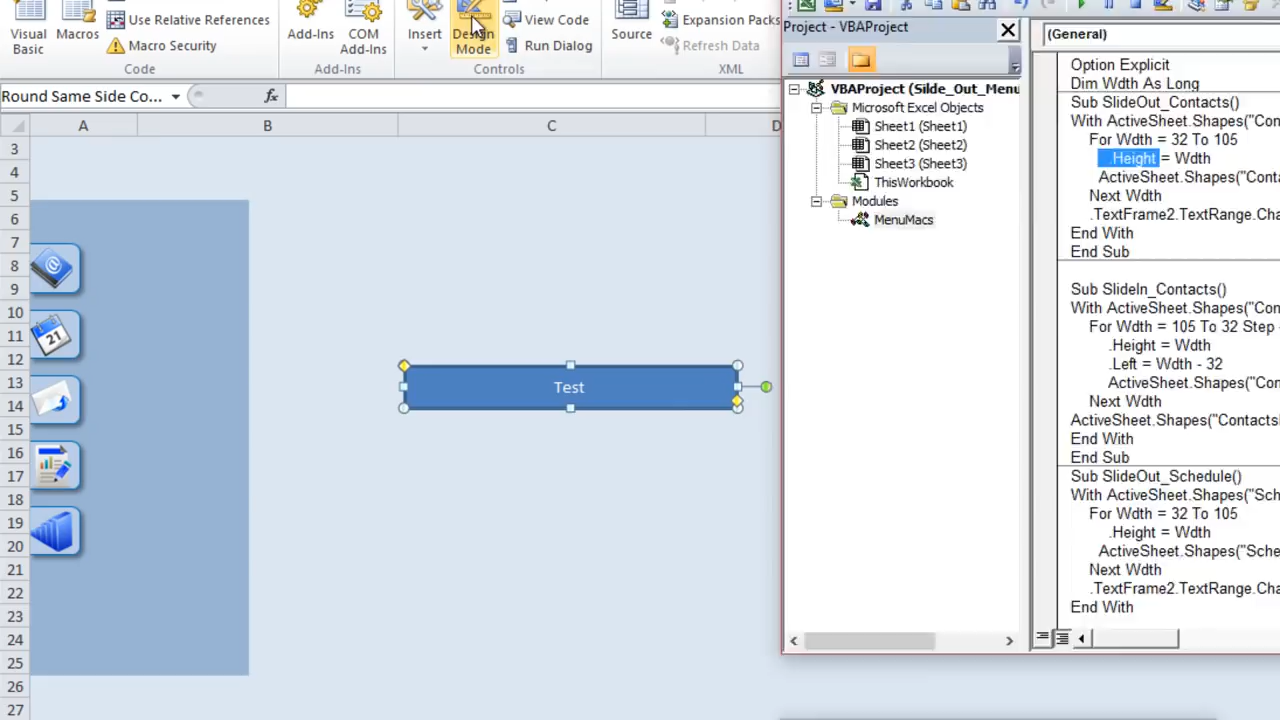 Visual Basic
Macros
Use Relative References
Macro Security
Code
Add-Ins
COM Add-Ins
Add-Ins
Insert
Design Mode
View Code
Run Dialog
Controls
Source
Expansion Packs
Refresh Data
XML
Round Same Side Co...
fx
A B C D
3
4
5
6
7
8
9
10
11
12
13
14
15
16
17
18
19
20
21
22
23
24
25
26
27
21
Test
Project - VBAProject
VBAProject (Silde_Out_Menu
Microsoft Excel Objects
Sheet1 (Sheet1)
Sheet2 (Sheet2)
Sheet3 (Sheet3)
ThisWorkbook
Modules
MenuMacs
(General)
Option Explicit
Dim Wdth As Long
Sub SlideOut_Contacts()
With ActiveSheet.Shapes("Con
For Wdth = 32 To 105
.Height = Wdth
ActiveSheet.Shapes("Conta
Next Wdth
.TextFrame2.TextRange.Cha
End With
End Sub
Sub SlideIn_Contacts()
With ActiveSheet.Shapes("Con
For Wdth = 105 To 32 Step -
.Height = Wdth
.Left = Wdth - 32
ActiveSheet.Shapes("Conta
Next Wdth
ActiveSheet.Shapes("Contacts
End With
End Sub
Sub SlideOut_Schedule()
With ActiveSheet.Shapes("Sch
For Wdth = 32 To 105
.Height = Wdth
ActiveSheet.Shapes("Sche
Next Wdth
.TextFrame2.TextRange.Cha
End With